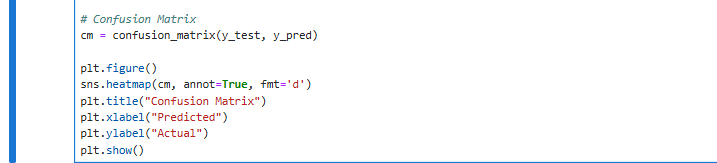 # Confusion Matrix
cm = confusion_matrix(y_test, y_pred)
plt.figure()
sns.heatmap(cm, annot=True, fmt='d')
plt.title("Confusion Matrix")
plt.xlabel("Predicted")
plt.ylabel("Actual")
plt.show()